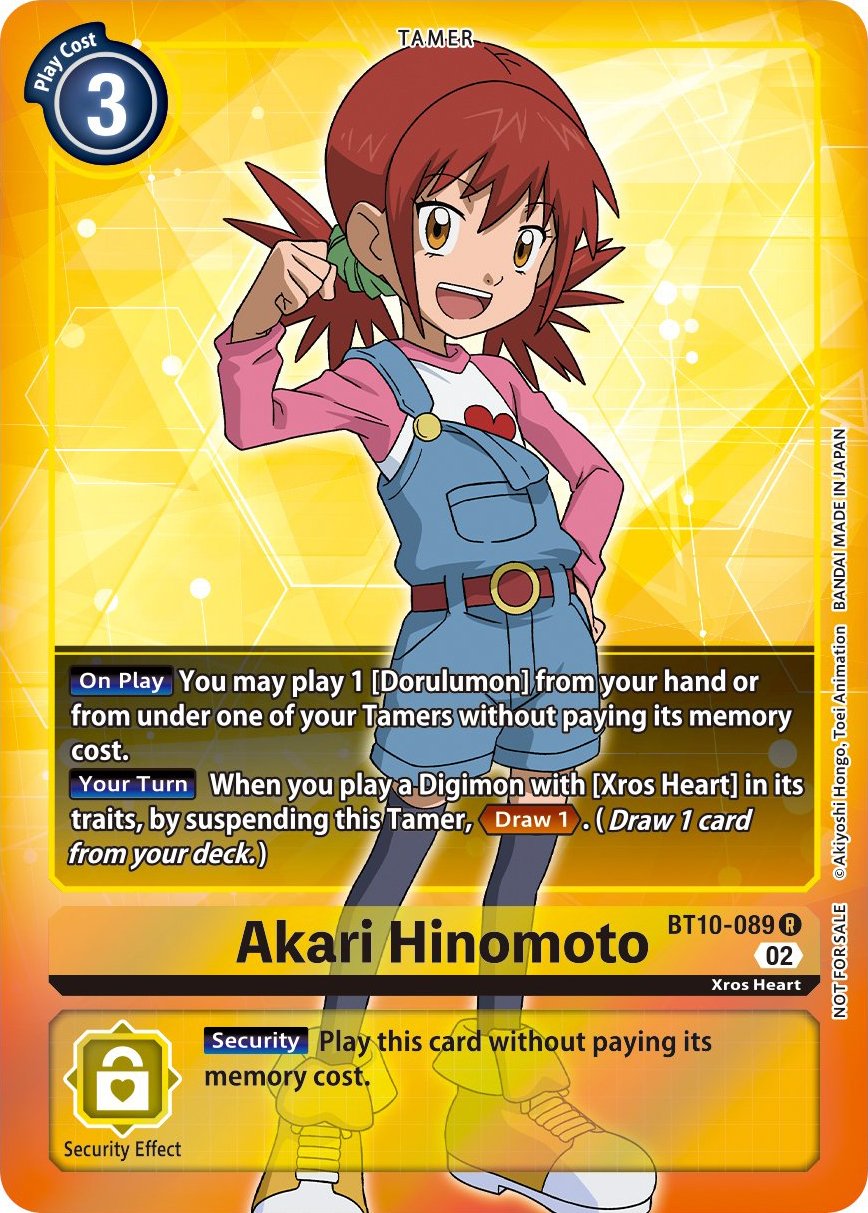 TAMER
Play Cost
3
On Play You may play 1 [Dorulumon] from your hand or
from under one of your Tamers without paying its memory
cost.
Your Turn When you play a Digimon with [Xros Heart] in its
traits, by suspending this Tamer, Draw 1. (Draw 1 card
from your deck.)
Akari Hinomoto
BT10-089 R
02
Xros Heart
Security Play this card without paying its
memory cost.
Security Effect
NOT FOR SALE ©Akiyoshi Hongo, Toei Animation BANDAI MADE IN JAPAN